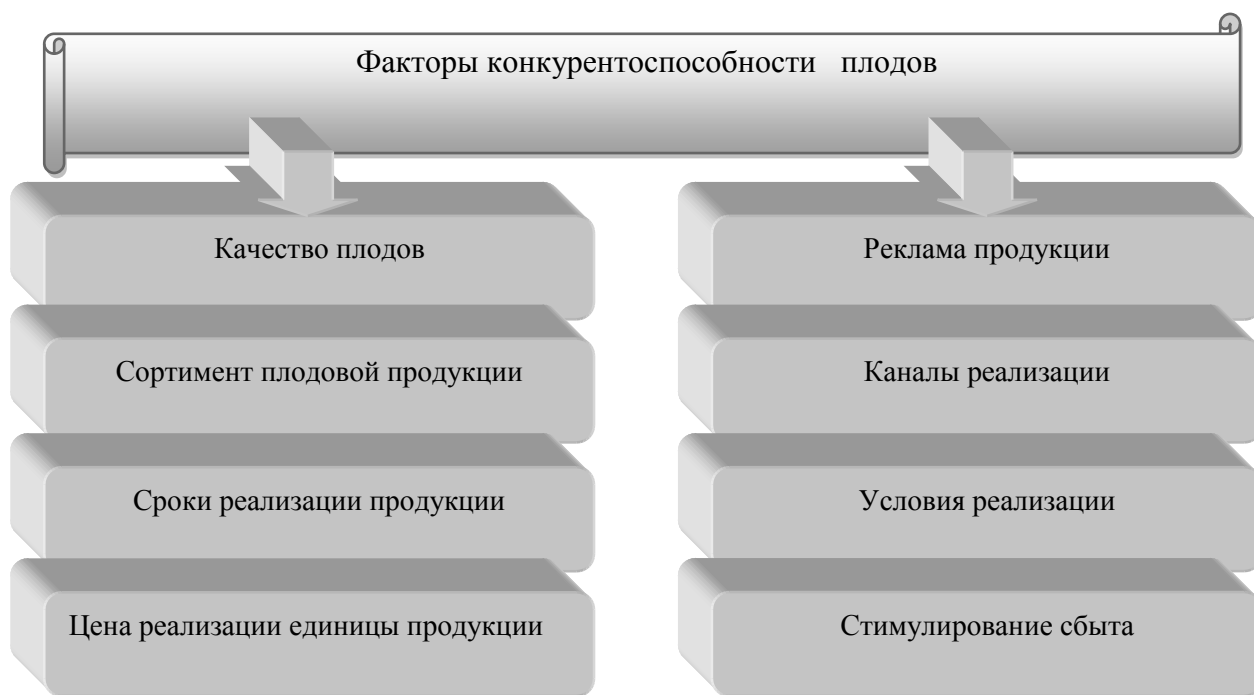 Факторы конкурентоспособности плодов
Качество плодов
Сортимент плодовой продукции
Сроки реализации продукции
Цена реализации единицы продукции
Реклама продукции
Каналы реализации
Условия реализации
Стимулирование сбыта